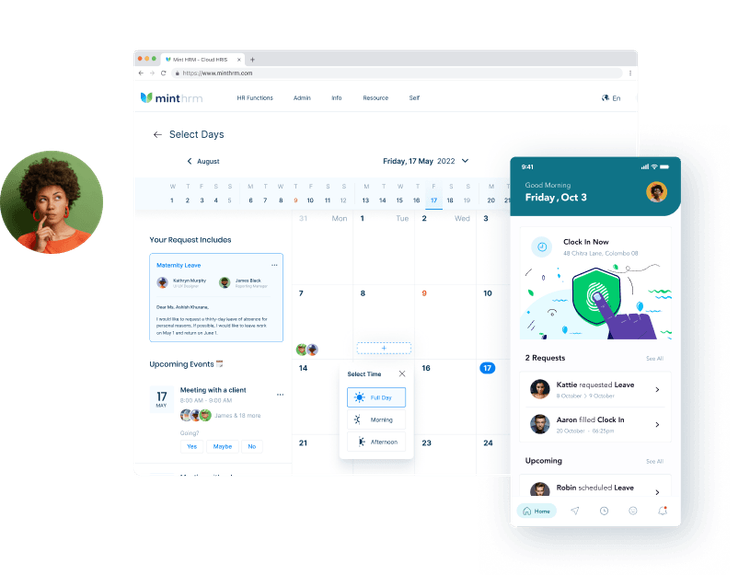 Mint HRM - Cloud HRIS
https://www.minthrm.com
minthrm
HR Functions Admin Info Resource Self En
Select Days
August
Friday, 17 May 2022
W T F S S M T W T F S S M T W T F S S M T
1 2 3 4 5 6 7 8 9 10 11 12 13 14 15 16 17 18 19 20 21
31 Mon 1 Tue 2 Wed 3
Your Request Includes
Maternity Leave
Kathryn Murphy
James Black
Reporting Manager
Dear Ms. Ashish Khurana,
I would like to request a thirty-day leave of absence for
personal reasons. If possible, I would like to leave work
on May 1 and return on June 1.
7 8 9 10
Upcoming Events
17
MAY
Meeting with a client
8:00 AM - 9:00 AM
James & 18 more
Going?
Yes Maybe No
14 16 17
Select Time
Full Day
Morning
Afternoon
21 22 23 24
9:41
Good Morning
Friday, Oct 3
Clock In Now
48 Chtra Lane, Colombo 08
2 Requests See All
Kattie requested Leave
8 October > 9 October
Aaron filled Clock In
20 October - 06:25pm
Upcoming See All
Robin scheduled Leave
Home